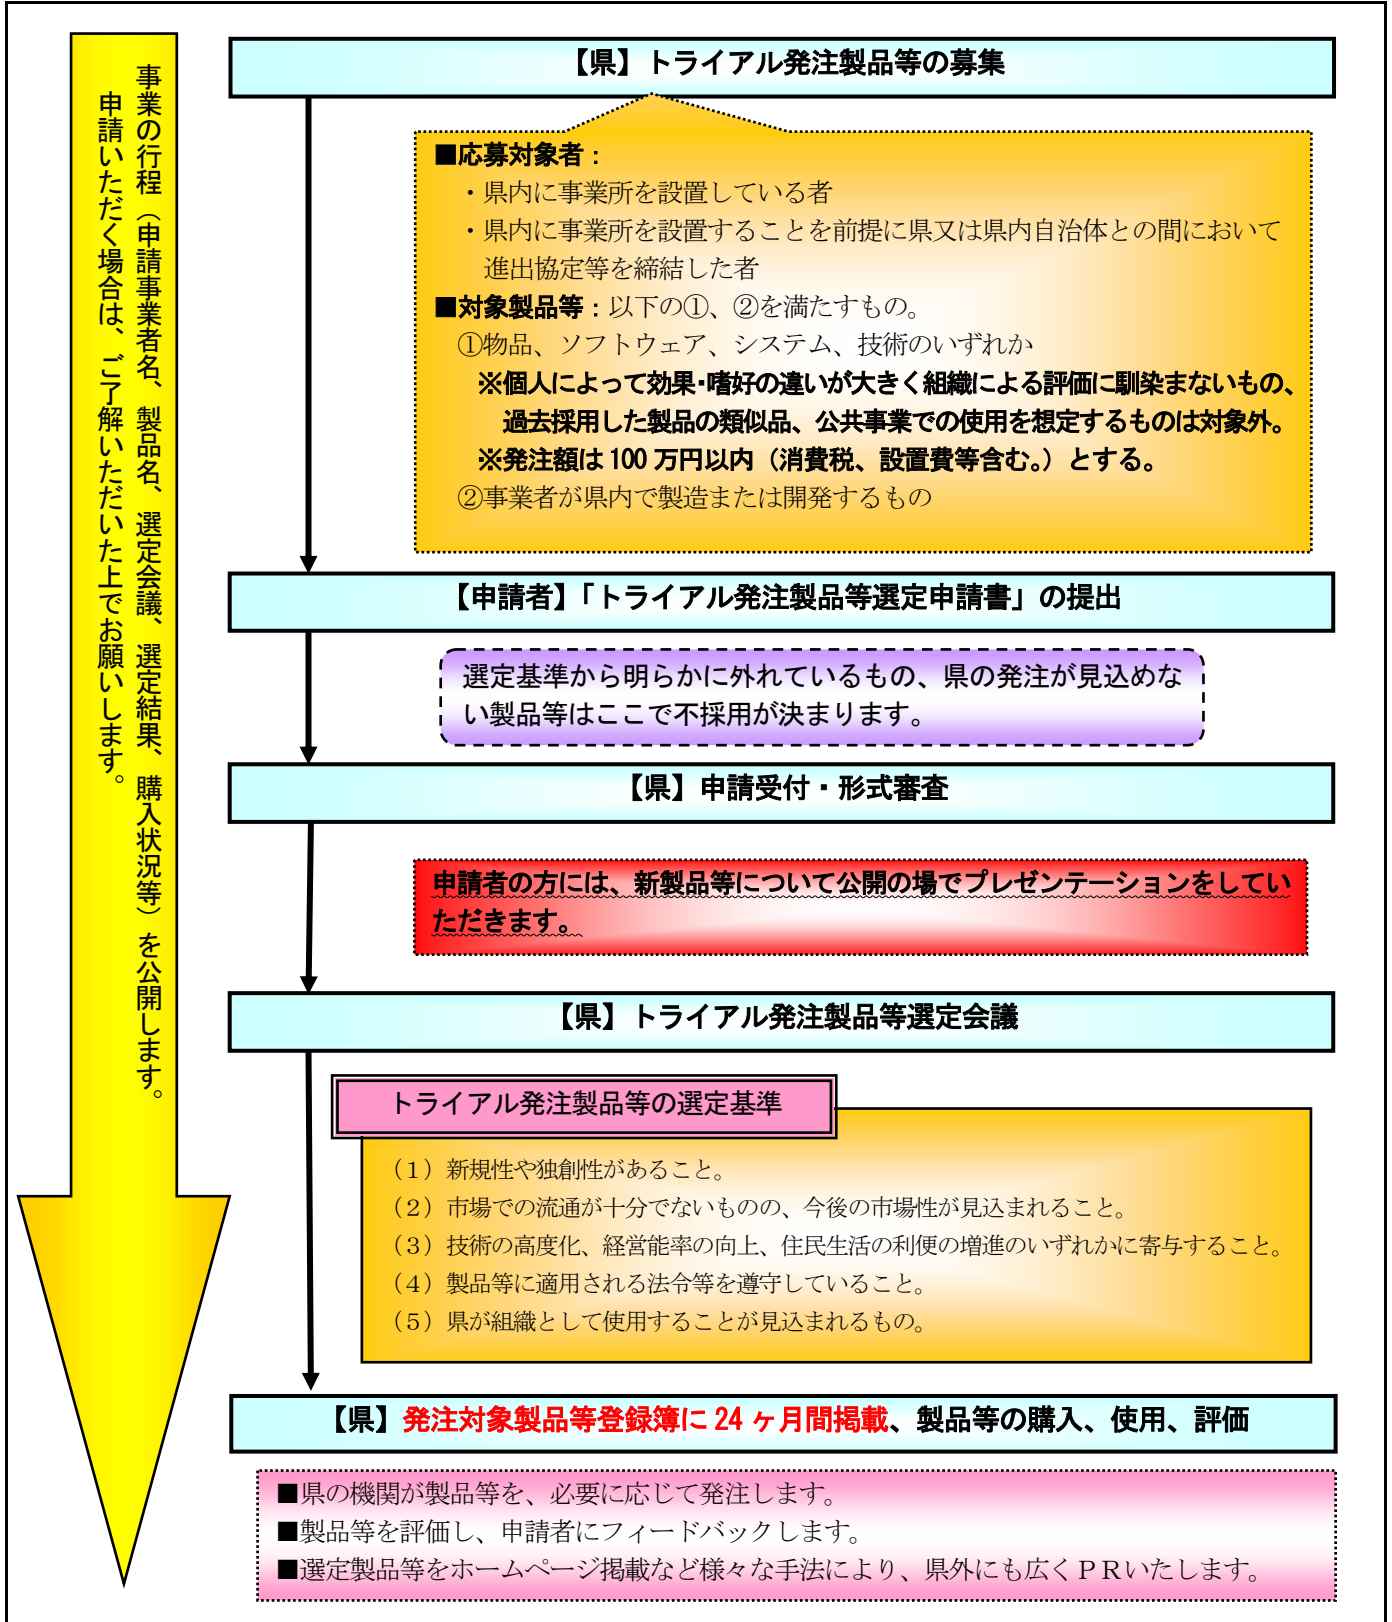 事業の行程（申請事業者名、製品名、選定会議、選定結果、購入状況等）を公開します。
申請いただく場合は、ご了解いただいた上でお願いします。
【県】トライアル発注製品等の募集
■応募対象者：
・県内に事業所を設置している者
・県内に事業所を設置することを前提に県又は県内自治体との間において
進出協定等を締結した者
■対象製品等：以下の①、②を満たすもの。
①物品、ソフトウェア、システム、技術のいずれか
※個人によって効果・嗜好の違いが大きく組織による評価に馴染まないもの、
過去採用した製品の類似品、公共事業での使用を想定するものは対象外。
※発注額は100万円以内（消費税、設置費等含む。）とする。
②事業者が県内で製造または開発するもの
【申請者】「トライアル発注製品等選定申請書」の提出
選定基準から明らかに外れているもの、県の発注が見込めな
い製品等はここで不採用が決まります。
【県】申請受付・形式審査
申請者の方には、新製品等について公開の場でプレゼンテーションをしてい
ただきます。
【県】トライアル発注製品等選定会議
トライアル発注製品等の選定基準
（１）新規性や独創性があること。
（２）市場での流通が十分でないものの、今後の市場性が見込まれること。
（３）技術の高度化、経営能率の向上、住民生活の利便の増進のいずれかに寄与すること。
（４）製品等に適用される法令等を遵守していること。
（５）県が組織として使用することが見込まれるもの。
【県】発注対象製品等登録簿に24ヶ月間掲載、製品等の購入、使用、評価
■県の機関が製品等を、必要に応じて発注します。
■製品等を評価し、申請者にフィードバックします。
■選定製品等をホームページ掲載など様々な手法により、県外にも広くＰＲいたします。